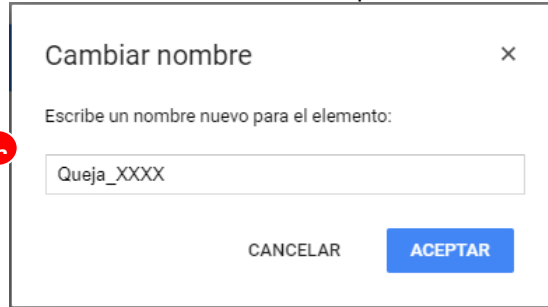 Cambiar nombre ×
Escribe un nombre nuevo para el elemento:
Queja_XXXX
CANCELAR ACEPTAR